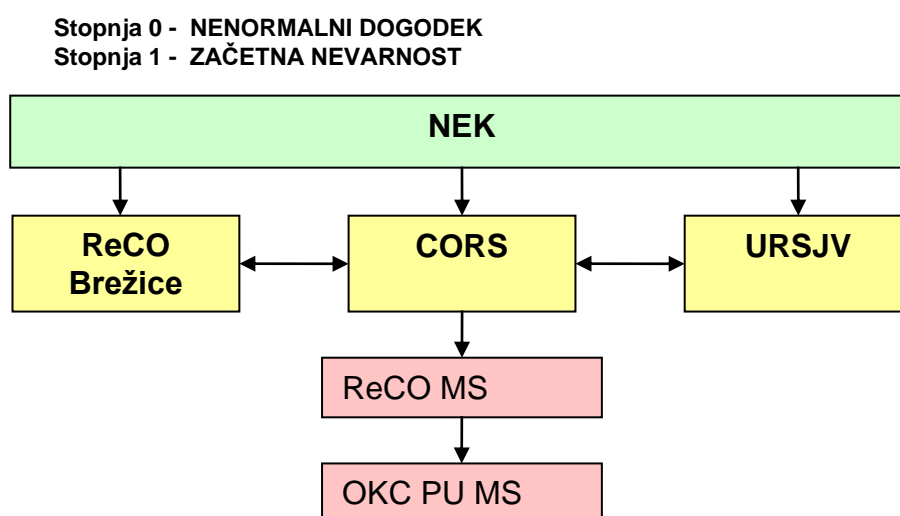 Stopnja 0 - NENORMALNI DOGODEK
Stopnja 1 - ZAČETNA NEVARNOST
NEK
ReCO
Brežice
CORS
URSJV
ReCO MS
OKC PU MS